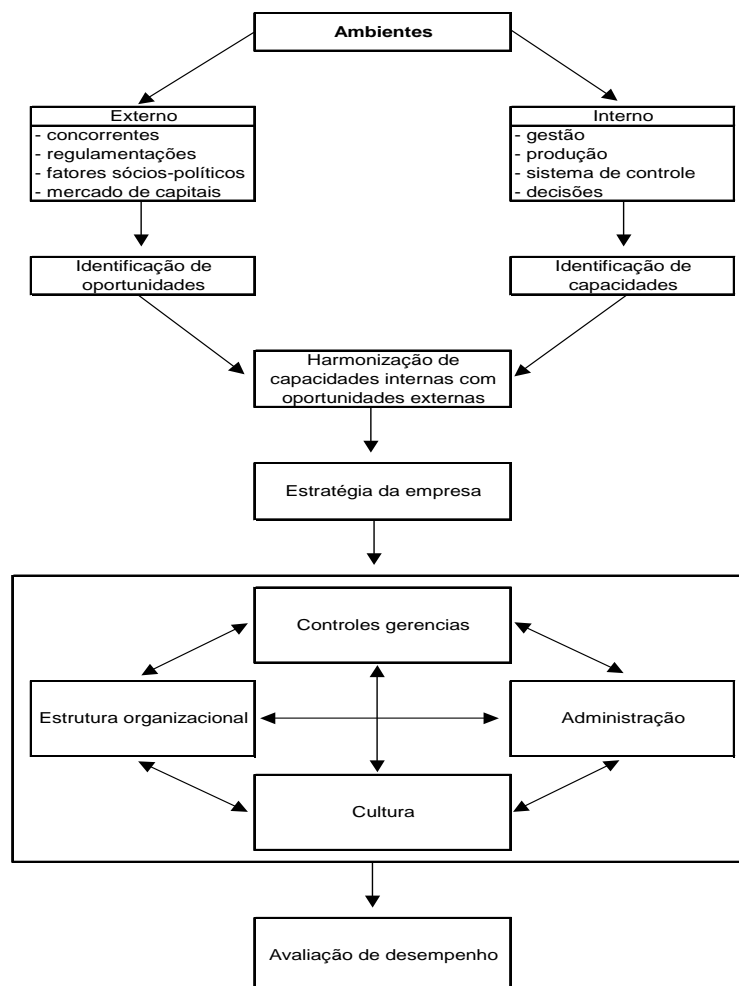 Ambientes
Externo
- concorrentes
- regulamentações
- fatores sócios-políticos
- mercado de capitais
Interno
- gestão
- produção
- sistema de controle
- decisões
Identificação de
oportunidades
Identificação de
capacidades
Harmonização de
capacidades internas com
oportunidades externas
Estratégia da empresa
Controles gerencias
Estrutura organizacional
Administração
Cultura
Avaliação de desempenho